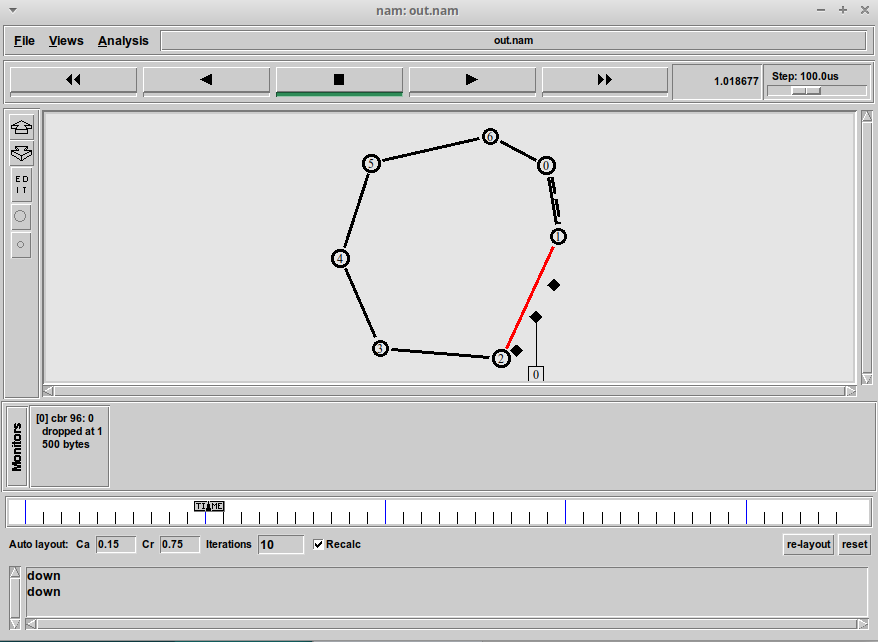 nam: out.nam
File Views Analysis out.nam
1.018677 Step: 100.0us
ED
IT
6
5
0
1
4
3
2
0
Monitors
[0] cbr 96: 0
dropped at 1
500 bytes
TIME
Auto layout: Ca 0.15 Cr 0.75 Iterations 10 Recalc re-layout reset
down
down